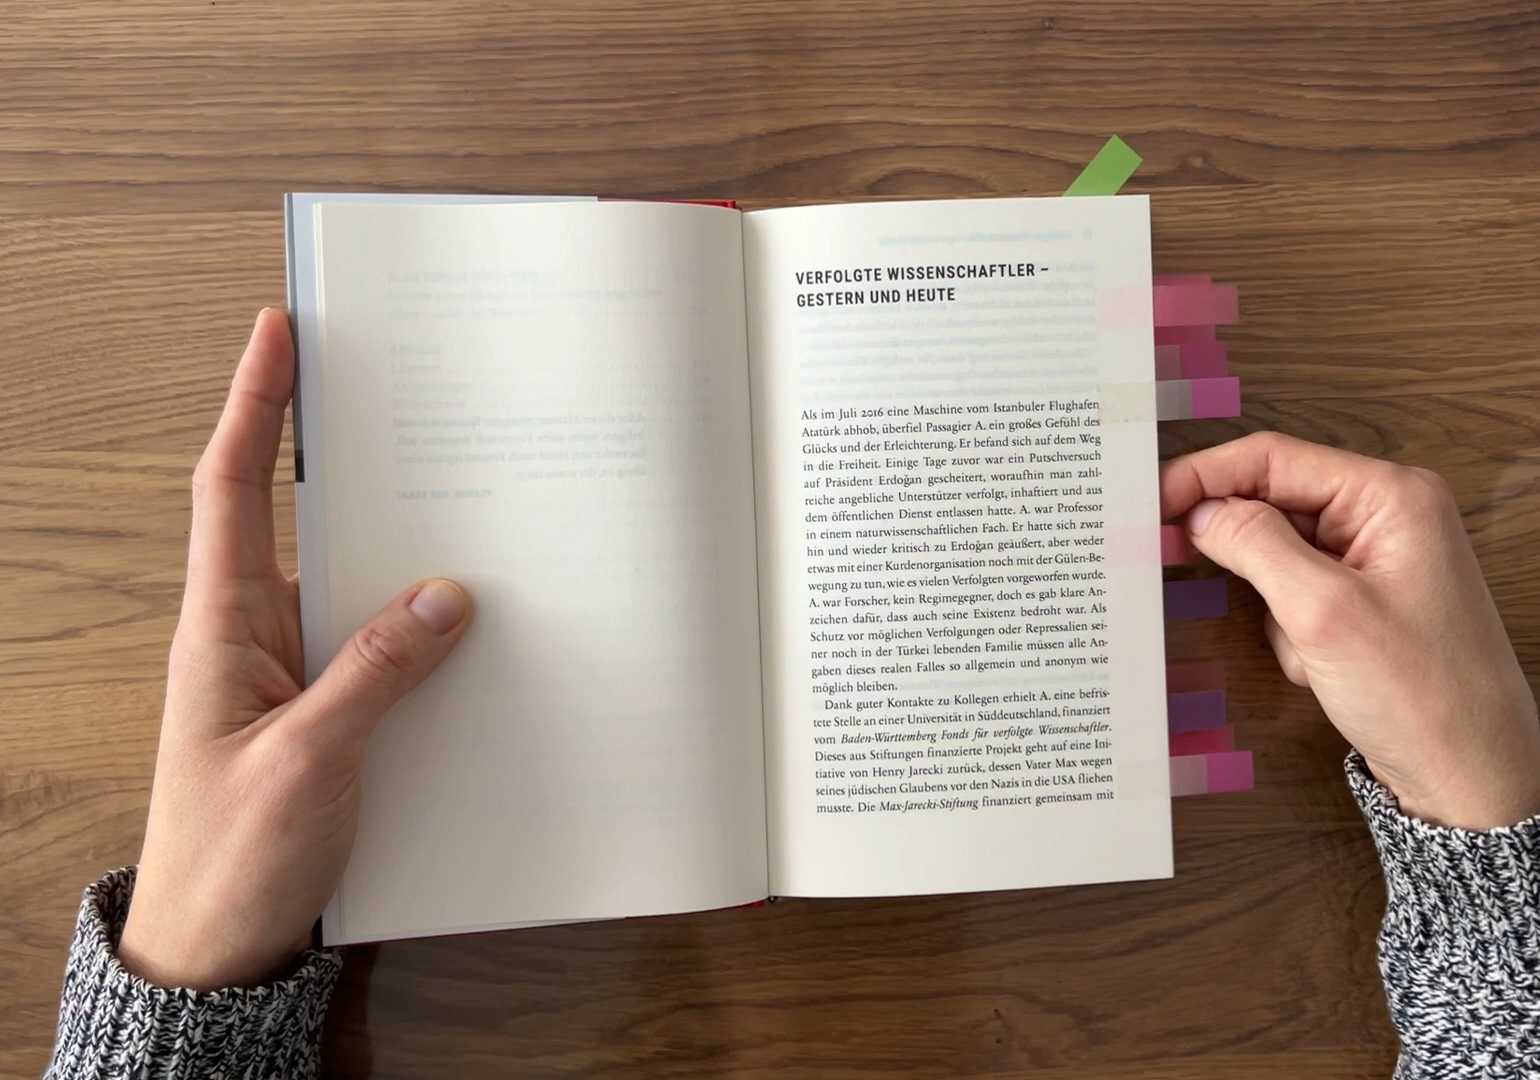 VERFOLGTE WISSENSCHAFTLER –
GESTERN UND HEUTE
Als im Juli 2016 eine Maschine vom Istanbuler Flughafen
Atatürk abhob, überfiel Passagier A. ein großes Gefühl des
Glücks und der Erleichterung. Er befand sich auf dem Weg
in die Freiheit. Einige Tage zuvor war ein Putschversuch
auf Präsident Erdoğan gescheitert, woraufhin man zahl-
reiche angebliche Unterstützer verfolgt, inhaftiert und aus
dem öffentlichen Dienst entlassen hatte. A. war Professor
in einem naturwissenschaftlichen Fach. Er hatte sich zwar
hin und wieder kritisch zu Erdoğan geäußert, aber weder
etwas mit einer Kurdenorganisation noch mit der Gülen-Be-
wegung zu tun, wie es vielen Verfolgten vorgeworfen wurde.
A. war Forscher, kein Regimegegner, doch es gab klare An-
zeichen dafür, dass auch seine Existenz bedroht war. Als
Schutz vor möglichen Verfolgungen oder Repressalien sei-
ner noch in der Türkei lebenden Familie müssen alle An-
gaben dieses realen Falles so allgemein und anonym wie
möglich bleiben.
Dank guter Kontakte zu Kollegen erhielt A. eine befris-
tete Stelle an einer Universität in Süddeutschland, finanziert
vom Baden-Württemberg Fonds für verfolgte Wissenschaftler.
Dieses aus Stiftungen finanzierte Projekt geht auf eine Ini-
tiative von Henry Jarecki zurück, dessen Vater Max wegen
seines jüdischen Glaubens vor den Nazis in die USA fliehen
musste. Die Max-Jarecki-Stiftung finanziert gemeinsam mit